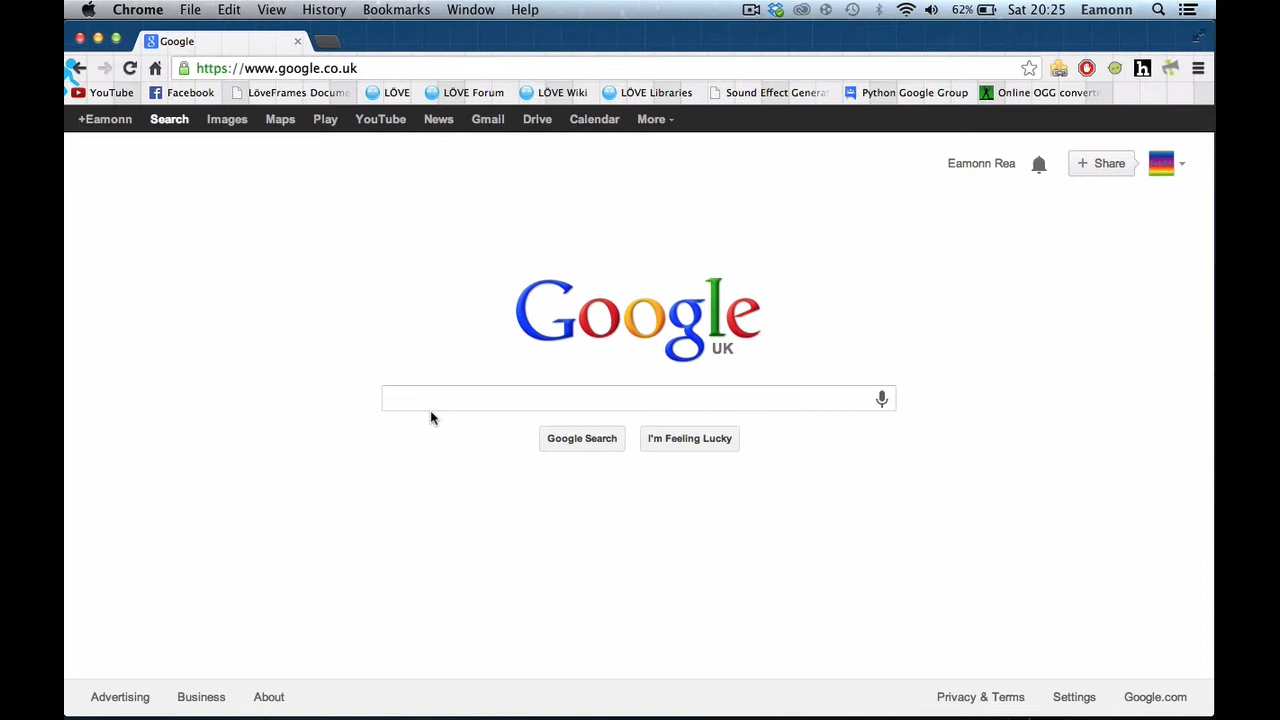 Chrome File Edit View History Bookmarks Window Help 62% Sat 20:25 Eamonn
Google
https://www.google.co.uk
YouTube Facebook LöveFrames Docume LÖVE LÖVE Forum LÖVE Wiki LÖVE Libraries Sound Effect Genera Python Google Group Online OGG convert
+Eamonn Search Images Maps Play YouTube News Gmail Drive Calendar More
Eamonn Rea + Share
Google
UK
Google Search I'm Feeling Lucky
Advertising Business About Privacy & Terms Settings Google.com